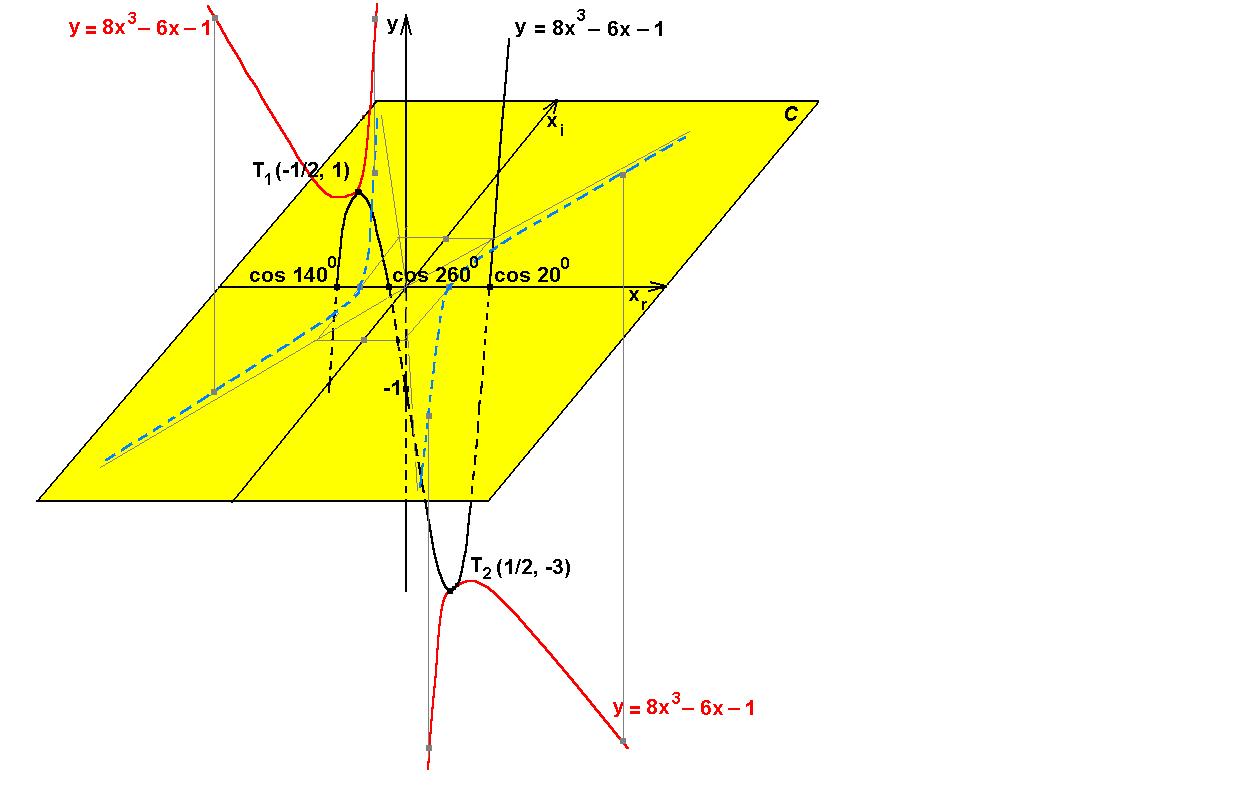 y = 8x³ – 6x – 1
y
y = 8x³ – 6x – 1
C
xᵢ
T₁ (-1/2, 1)
cos 140⁰
cos 260⁰
cos 20⁰
xᵣ
-1
T₂ (1/2, -3)
y = 8x³ – 6x – 1